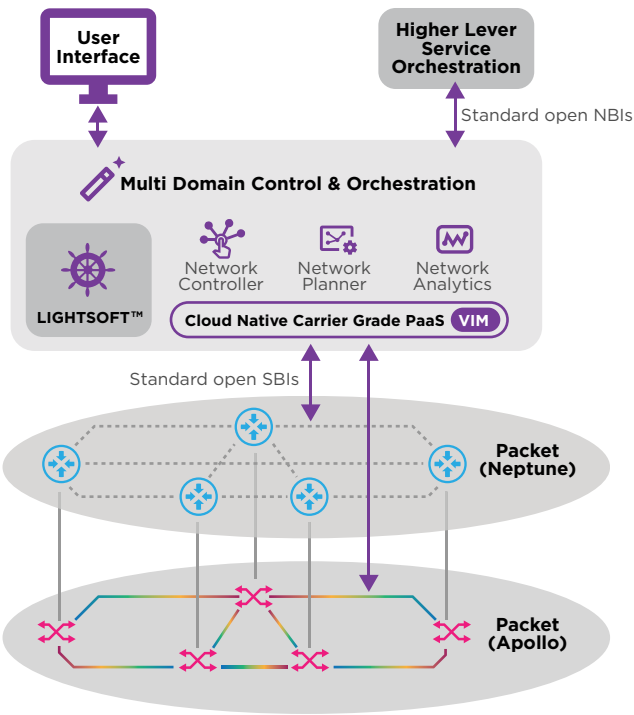 User
Interface
Higher Lever
Service
Orchestration
Standard open NBIs
Multi Domain Control & Orchestration
LIGHTSOFT™
Network
Controller
Network
Planner
Network
Analytics
Cloud Native Carrier Grade PaaS VIM
Standard open SBIs
Packet
(Neptune)
Packet
(Apollo)